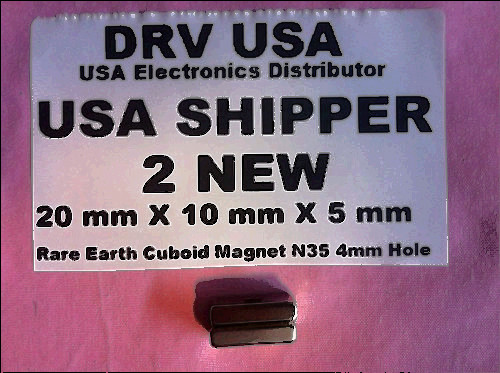 DRV USA
USA Electronics Distributor
USA SHIPPER
2 NEW
20 mm X 10 mm X 5 mm
Rare Earth Cuboid Magnet N35 4mm Hole